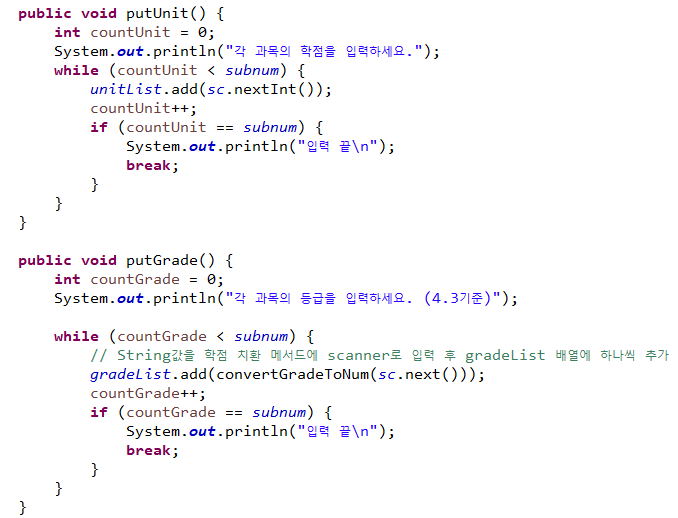 public void putUnit() {
int countUnit = 0;
System.out.println("각 과목의 학점을 입력하세요.");
while (countUnit < subnum) {
unitList.add(sc.nextInt());
countUnit++;
if (countUnit == subnum) {
System.out.println("입력 끝\n");
break;
}
}
}
public void putGrade() {
int countGrade = 0;
System.out.println("각 과목의 등급을 입력하세요. (4.3기준)");
while (countGrade < subnum) {
// String값을 학점 치환 메서드에 scanner로 입력 후 gradeList 배열에 하나씩 추가
gradeList.add(convertGradeToNum(sc.next()));
countGrade++;
if (countGrade == subnum) {
System.out.println("입력 끝\n");
break;
}
}
}